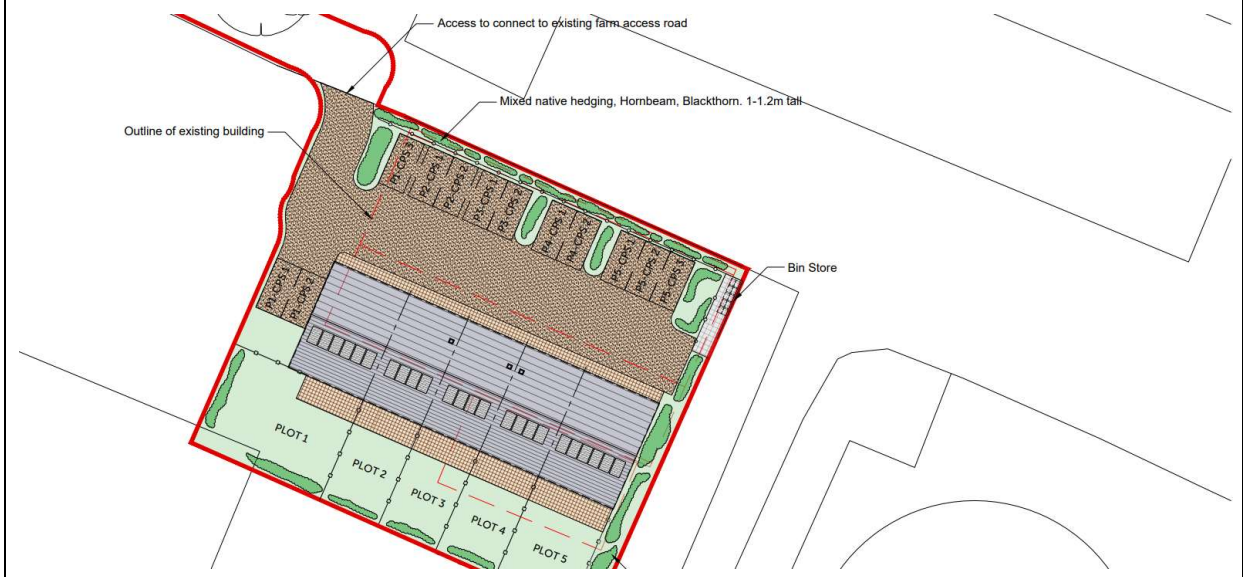 Access to connect to existing farm access road
Mixed native hedging, Hornbeam, Blackthorn. 1-1.2m tall
Outline of existing building
P1-CPS 3
P2-CPS 1
P2-CPS 2
P3-CPS 1
P3-CPS 2
P4-CPS 1
P4-CPS 2
P5-CPS 1
P5-CPS 2
P5-CPS 3
Bin Store
P1-CPS 1
P1-CPS 2
PLOT 1
PLOT 2
PLOT 3
PLOT 4
PLOT 5